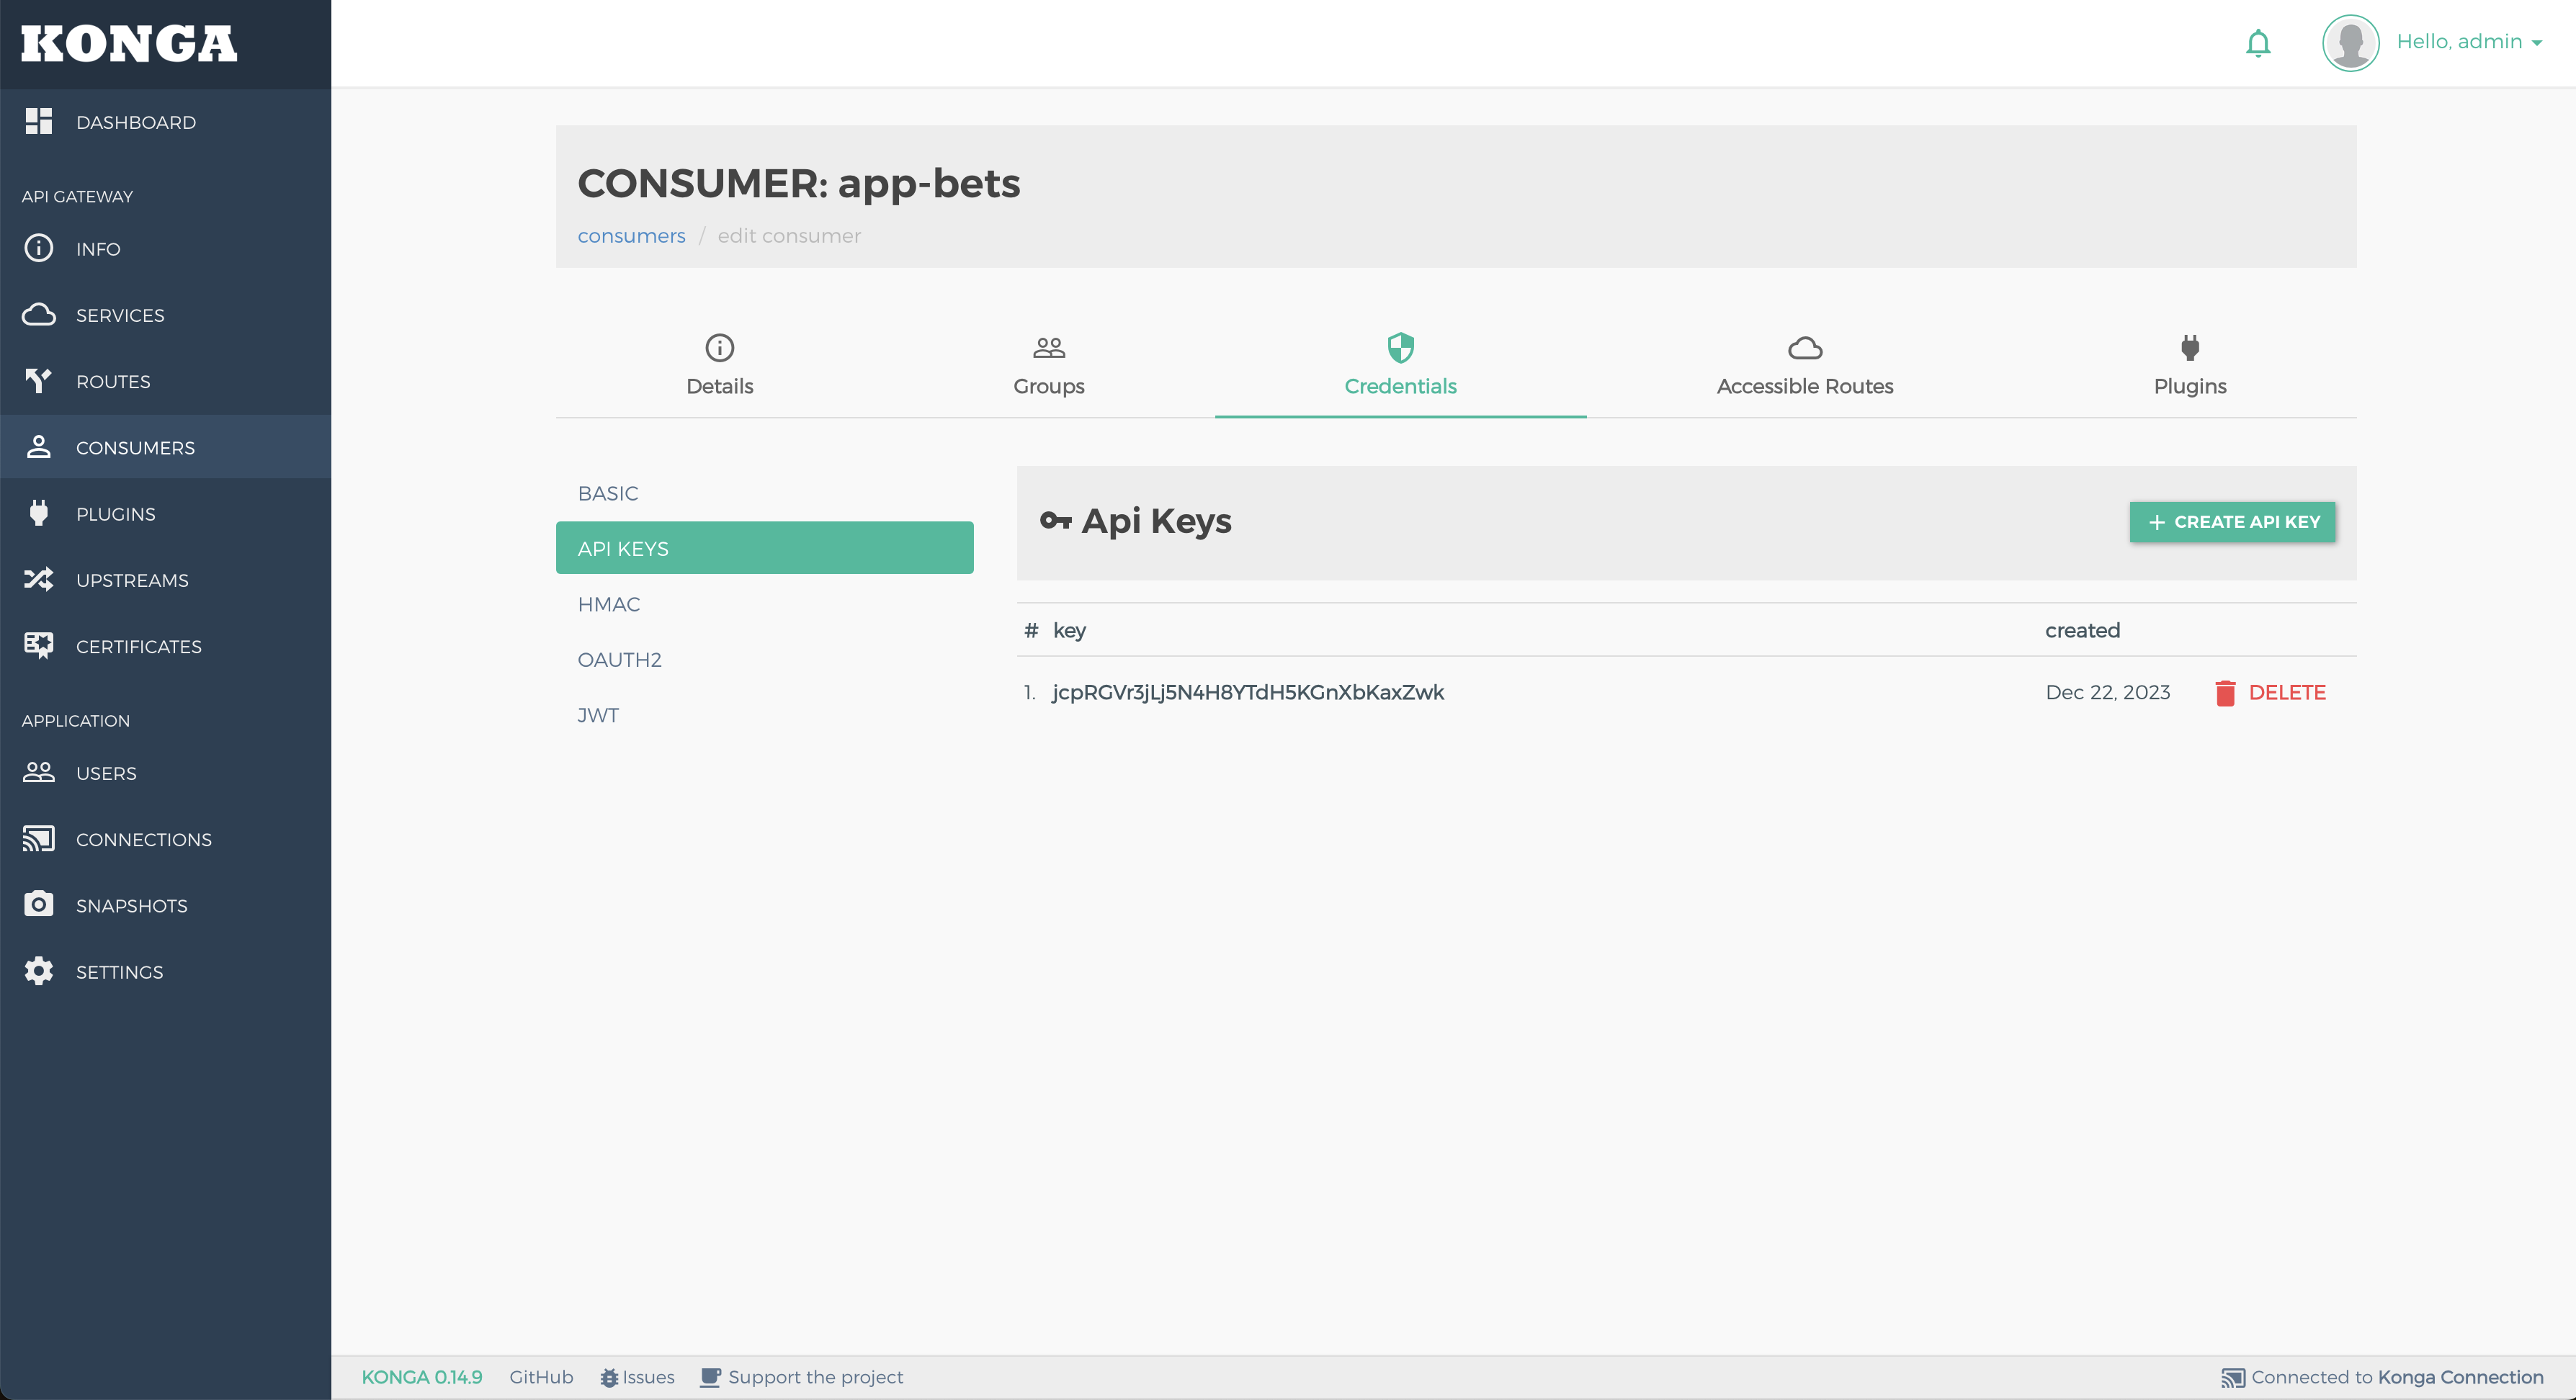 KONGA
Hello, admin
DASHBOARD
API GATEWAY
INFO
SERVICES
ROUTES
CONSUMERS
PLUGINS
UPSTREAMS
CERTIFICATES
APPLICATION
USERS
CONNECTIONS
SNAPSHOTS
SETTINGS
CONSUMER: app-bets
consumers / edit consumer
Details Groups Credentials Accessible Routes Plugins
BASIC
API KEYS
HMAC
OAUTH2
JWT
Api Keys
+ CREATE API KEY
# key created
1. jcpRGVr3jLj5N4H8YTdH5KGnXbKaxZwk Dec 22, 2023 DELETE
KONGA 0.14.9 GitHub Issues Support the project
Connected to Konga Connection